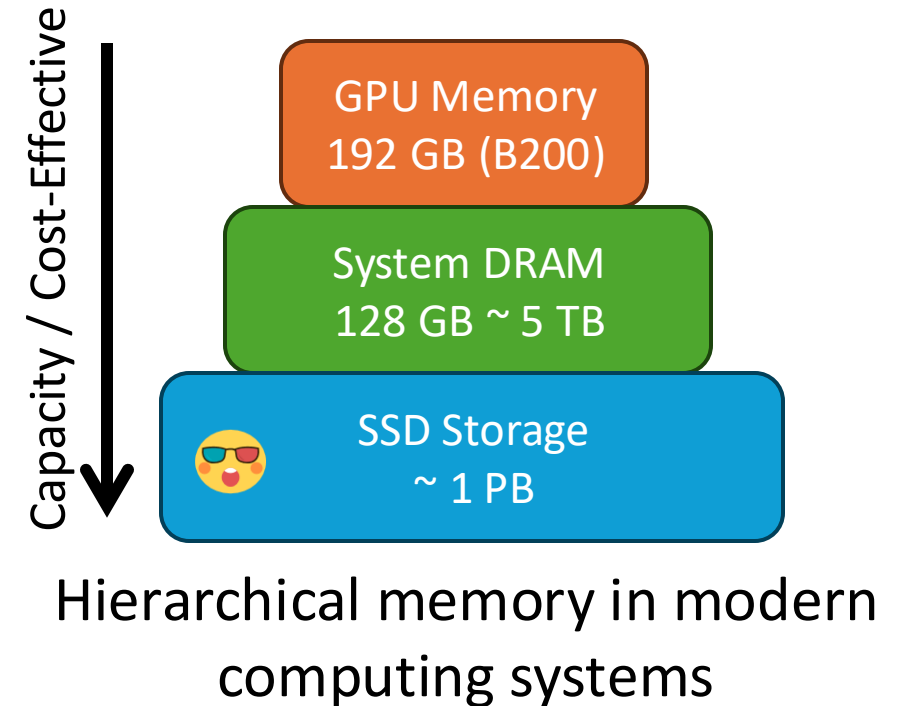 Capacity / Cost-Effective
GPU Memory
192 GB (B200)
System DRAM
128 GB ~ 5 TB
SSD Storage
~ 1 PB
Hierarchical memory in modern
computing systems